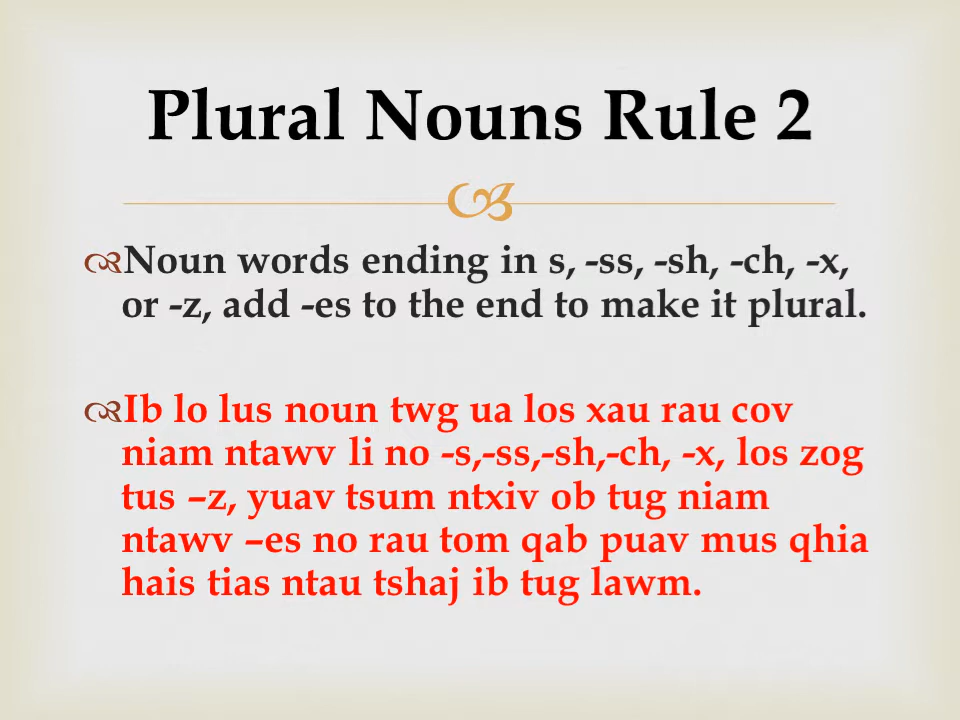 Plural Nouns Rule 2
Noun words ending in s, -ss, -sh, -ch, -x,
or -z, add -es to the end to make it plural.
Ib lo lus noun twg ua los xau rau cov
niam ntawv li no -s,-ss,-sh,-ch, -x, los zog
tus –z, yuav tsum ntxiv ob tug niam
ntawv –es no rau tom qab puav mus qhia
hais tias ntau tshaj ib tug lawm.